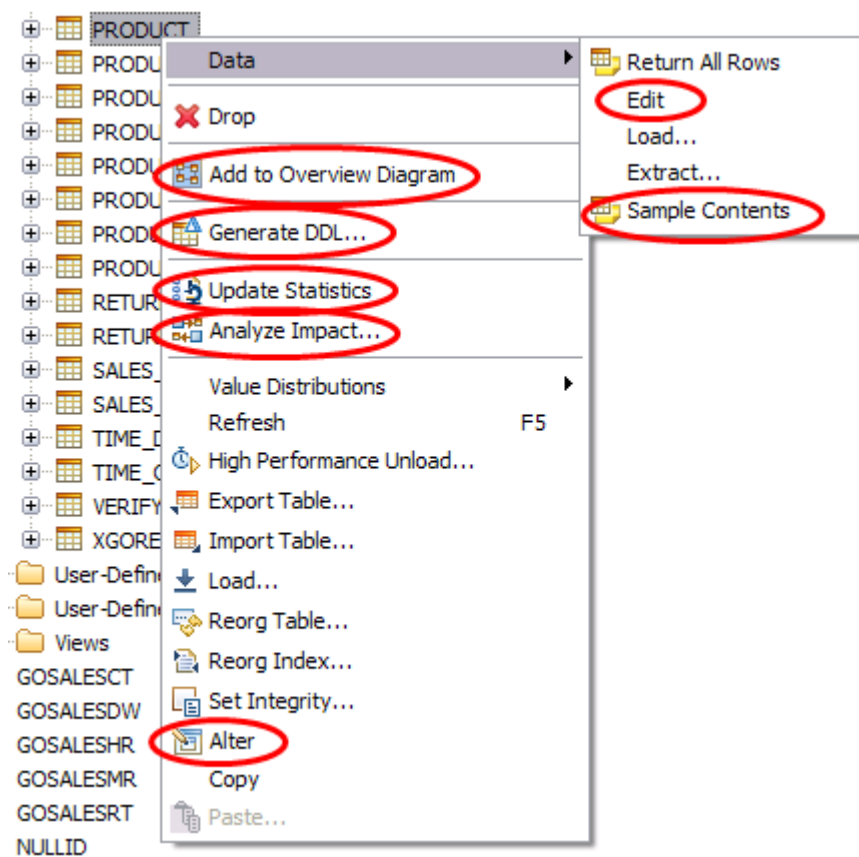 PRODUCT
PRODU
PRODU
PRODU
PRODU
PRODU
PRODU
PRODU
RETUR
RETUR
SALES_
SALES_
TIME_D
TIME_
VERIFY
XGORE
User-Defin
User-Defin
Views
GOSALESCT
GOSALESDW
GOSALESHR
GOSALESMR
GOSALESRT
NULLID
Data
Drop
Add to Overview Diagram
Generate DDL...
Update Statistics
Analyze Impact...
Value Distributions
Refresh F5
High Performance Unload...
Export Table...
Import Table...
Load...
Reorg Table...
Reorg Index...
Set Integrity...
Alter
Copy
Paste...
Return All Rows
Edit
Load...
Extract...
Sample Contents